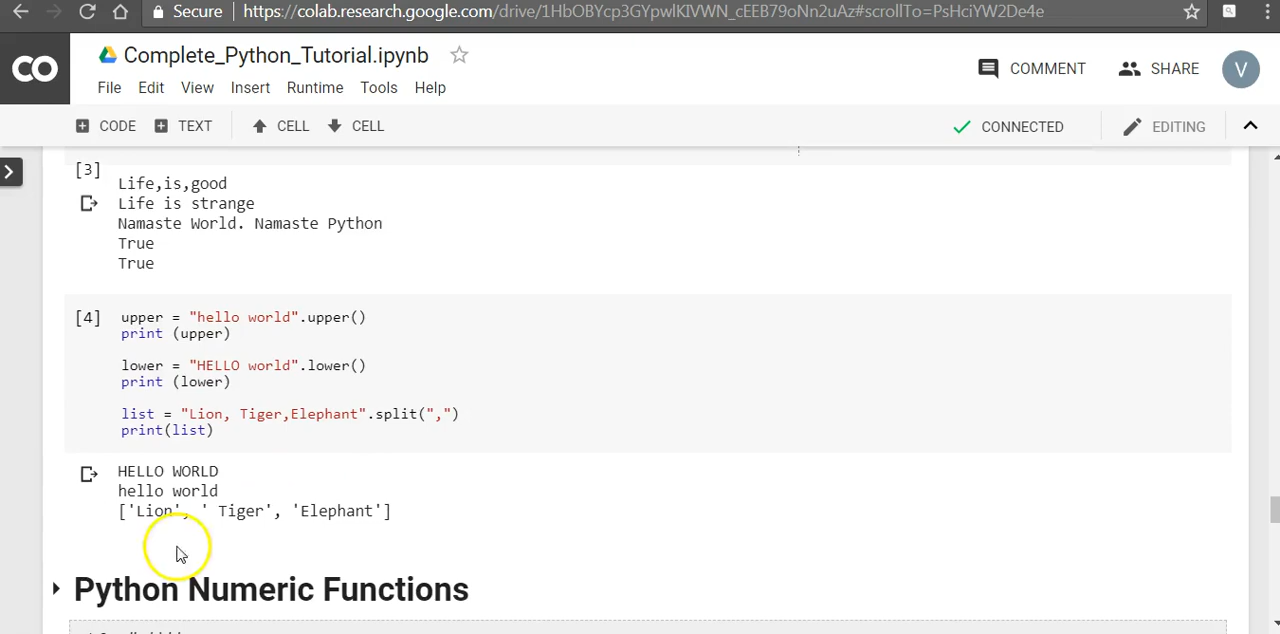 Secure https://colab.research.google.com/drive/1HbOBYcp3GYpwlKIVWN_cEEB79oNn2uAz#scrollTo=PsHciYW2De4e
CO Complete_Python_Tutorial.ipynb
COMMENT SHARE V
File Edit View Insert Runtime Tools Help
CODE TEXT CELL CELL CONNECTED EDITING
[3]
Life,is,good
Life is strange
Namaste World. Namaste Python
True
True
[4] upper = "hello world".upper()
print (upper)
lower = "HELLO world".lower()
print (lower)
list = "Lion, Tiger,Elephant".split(",")
print(list)
HELLO WORLD
hello world
['Lion', ' Tiger', 'Elephant']
Python Numeric Functions